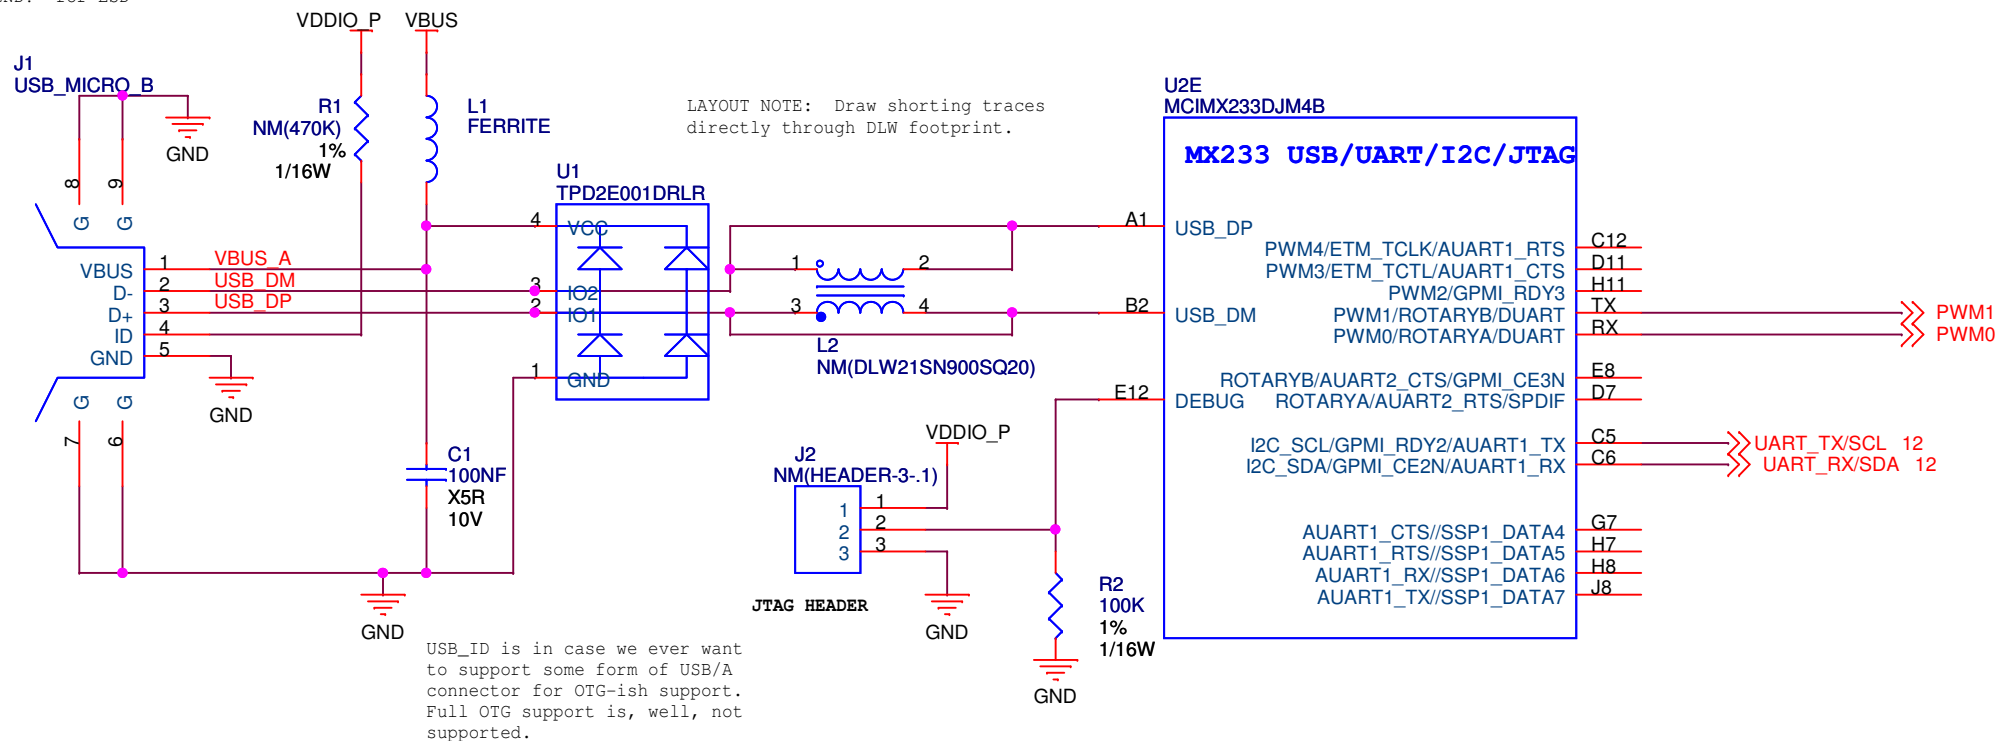 VDDIO_P
VBUS
J1
USB_MICRO_B
GND
8
9
G
G
R1
NM(470K)
1%
1/16W
L1
FERRITE
LAYOUT NOTE:  Draw shorting traces
directly through DLW footprint.
U1
TPD2E001DRLR
4
VCC
3
IO2
2
IO1
1
GND
VBUS
1
VBUS_A
D-
2
USB_DM
D+
3
USB_DP
ID
4
GND
5
GND
G
G
7
6
C1
100NF
X5R
10V
GND
USB_ID is in case we ever want
to support some form of USB/A
connector for OTG-ish support.
Full OTG support is, well, not
supported.
1
2
3
4
L2
NM(DLW21SN900SQ20)
VDDIO_P
J2
NM(HEADER-3-.1)
1
1
2
2
3
3
JTAG HEADER
GND
R2
100K
1%
1/16W
GND
U2E
MCIMX233DJM4B
MX233 USB/UART/I2C/JTAG
A1
USB_DP
B2
USB_DM
E12
DEBUG
PWM4/ETM_TCLK/AUART1_RTS
C12
PWM3/ETM_TCTL/AUART1_CTS
D11
PWM2/GPMI_RDY3
H11
PWM1/ROTARYB/DUART
TX
PWM1
PWM0/ROTARYA/DUART
RX
PWM0
ROTARYB/AUART2_CTS/GPMI_CE3N
E8
ROTARYA/AUART2_RTS/SPDIF
D7
I2C_SCL/GPMI_RDY2/AUART1_TX
C5
UART_TX/SCL 12
I2C_SDA/GPMI_CE2N/AUART1_RX
C6
UART_RX/SDA 12
AUART1_CTS//SSP1_DATA4
G7
AUART1_RTS//SSP1_DATA5
H7
AUART1_RX//SSP1_DATA6
H8
AUART1_TX//SSP1_DATA7
J8